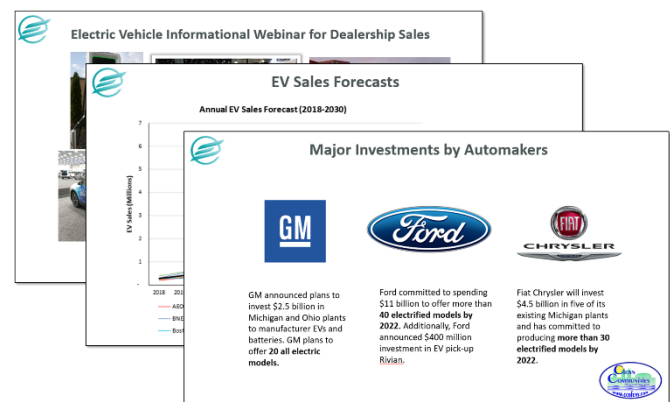 Electric Vehicle Informational Webinar for Dealership Sales
EV Sales Forecasts
Annual EV Sales Forecast (2018-2030)
EV Sales (Millions)
7
6
5
4
3
2
1
-
2018
AEO
BNE
Bost
Major Investments by Automakers
GM
Ford
FIAT
CHRYSLER
GM announced plans to
invest $2.5 billion in
Michigan and Ohio plants
to manufacturer EVs and
batteries. GM plans to
offer 20 all electric
models.
Ford committed to spending
$11 billion to offer more than
40 electrified models by
2022. Additionally, Ford
announced $400 million
investment in EV pick-up
Rivian.
Fiat Chrysler will invest
$4.5 billion in five of its
existing Michigan plants
and has committed to
producing more than 30
electrified models by
2022.
Clean
Communities